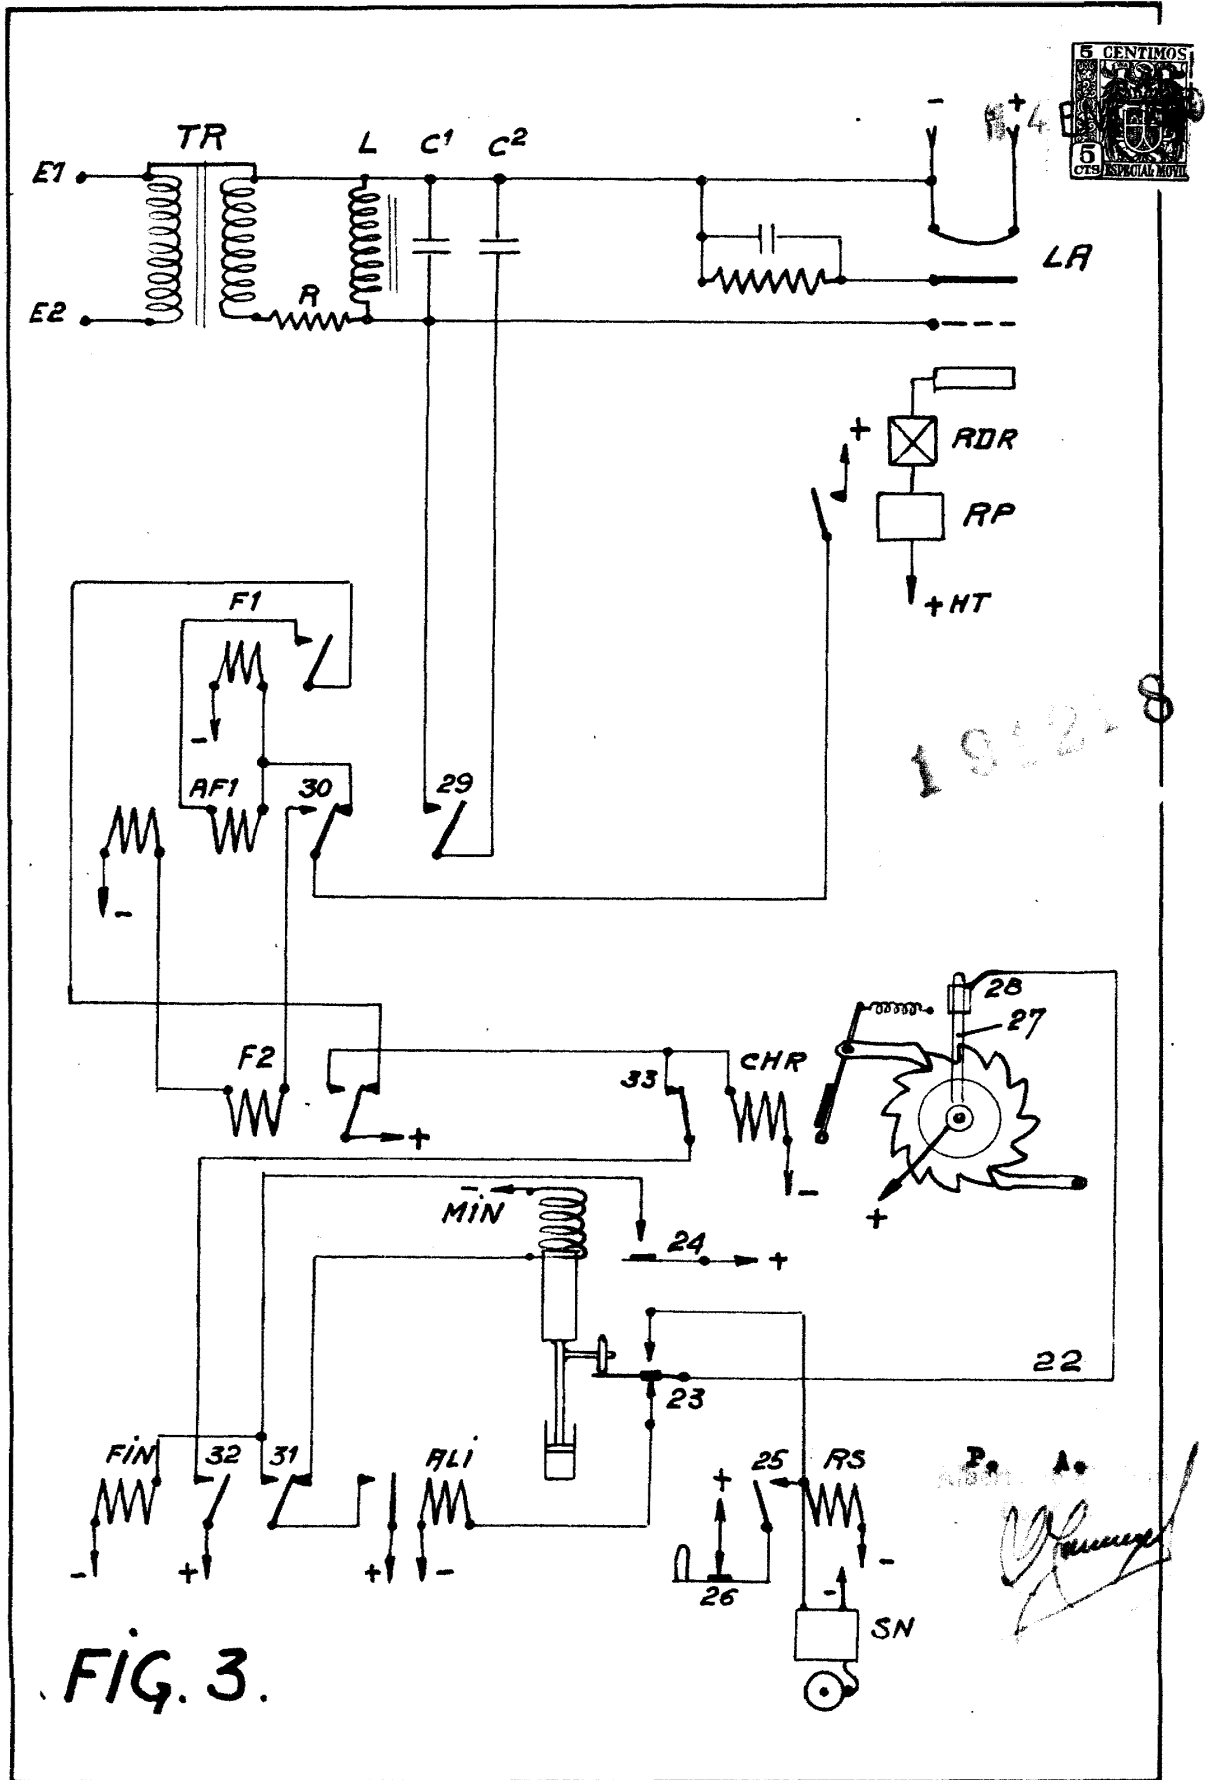 5 CENTIMOS
5
CTS ESPECIAL MOVIL
- +
TR L C1 C2
E1
LA
E2 R
+ RDR
RP
+HT
F1
-
AF1 30 29
-
28
27
F2 33 CHR
+
-
+
- MiN
24 +
22
23
FiN 32 31 ALi 25 RS
P. A.
+
- + + - 26 - -
SN
FiG. 3.